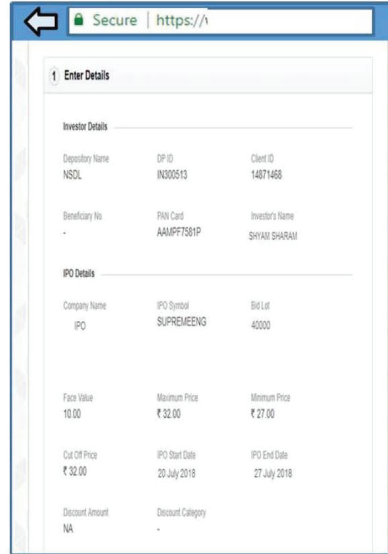 Secure | https://
1 Enter Details
Investor Details
Depository Name DP ID Client ID
NSDL IN300513 14871468
Beneficiary No. PAN Card Investor's Name
- AAMPF7581P SHYAM SHARAM
IPO Details
Company Name IPO Symbol Bid Lot
IPO SUPREMEENG 40000
Face Value Maximum Price Minimum Price
10.00 ₹ 32.00 ₹ 27.00
Cut Off Price IPO Start Date IPO End Date
₹ 32.00 20 July 2018 27 July 2018
Discount Amount Discount Category
NA -